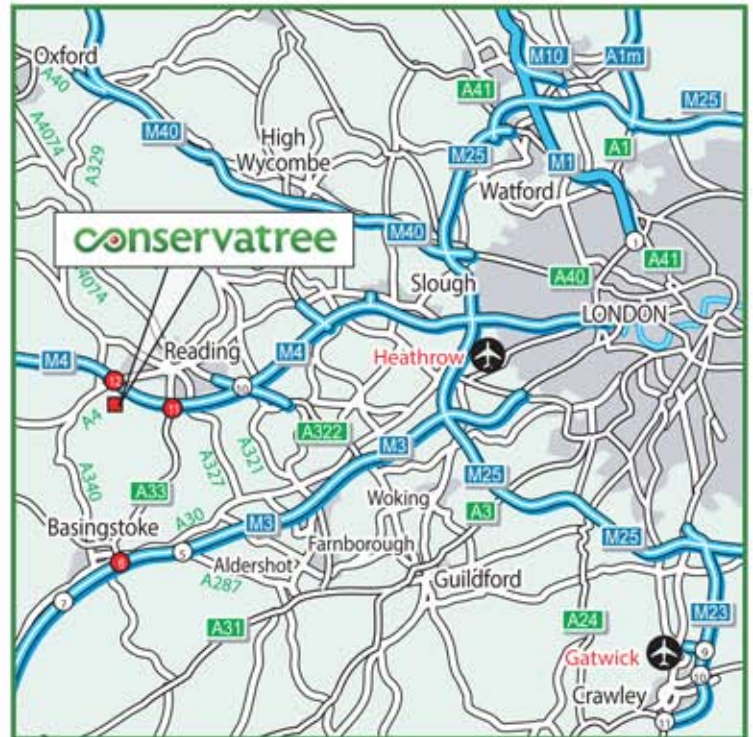 Oxford
A40
M10
A1m
A41
M25
A4074
A329
M40
High
Wycombe
M25
M1
A1
Watford
conservatree
M40
1
A41
A4074
Slough
A40
LONDON
M4
Reading
M4
Heathrow
12
10
11
A4
A322
A321
M3
A340
A33
A327
M25
Woking
A3
Basingstoke
A30
M3
Farnborough
M25
6
5
Aldershot
A287
Guildford
7
M23
A31
A24
Gatwick
9
10
Crawley
11